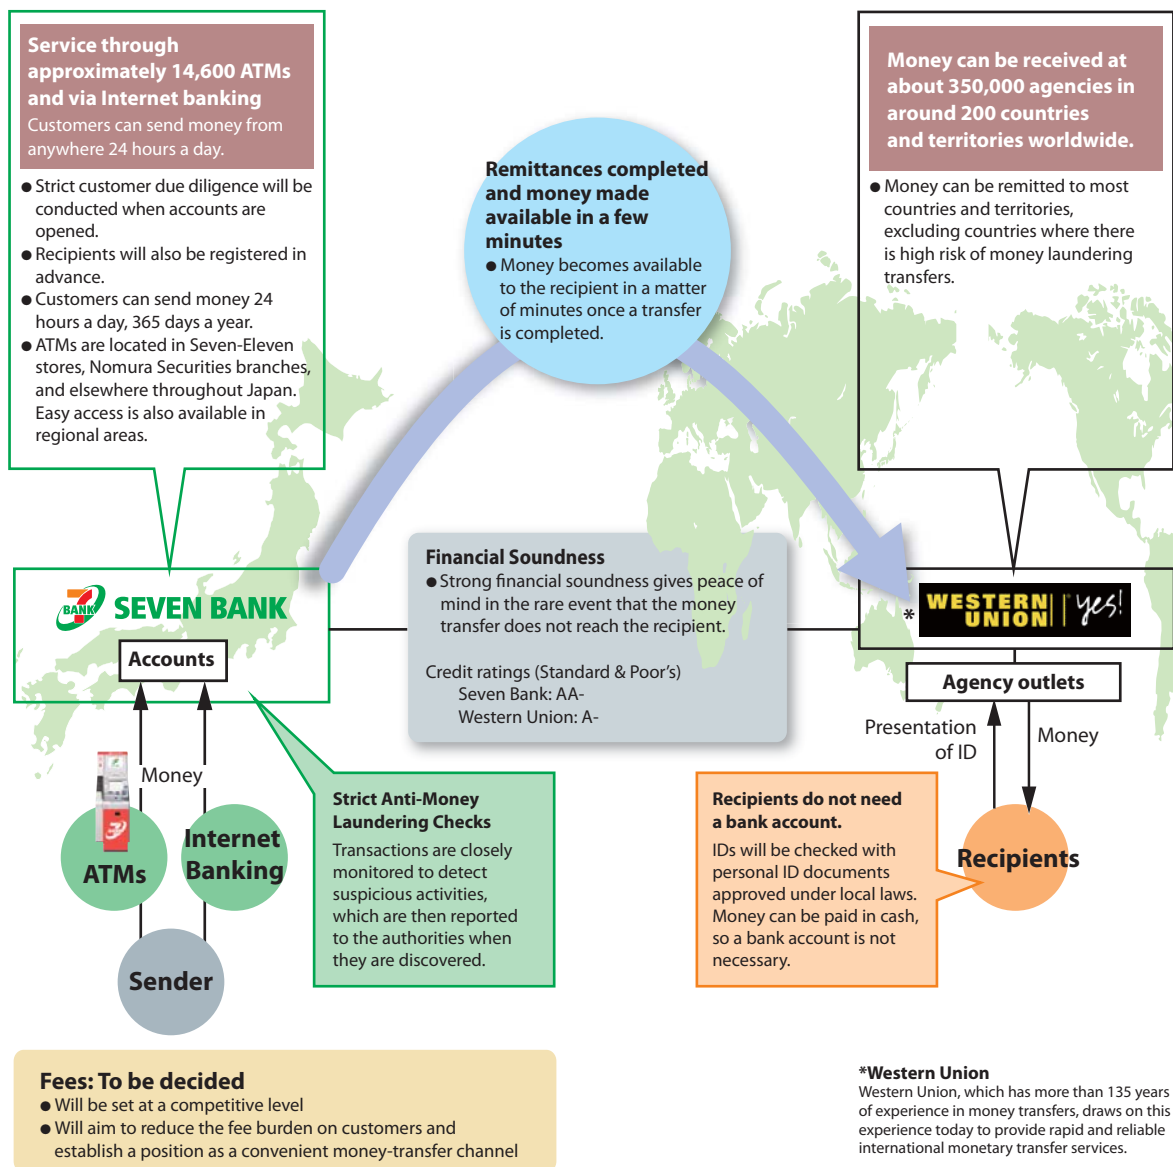 Service through
approximately 14,600 ATMs
and via Internet banking
Customers can send money from
anywhere 24 hours a day.
● Strict customer due diligence will be
conducted when accounts are
opened.
● Recipients will also be registered in
advance.
● Customers can send money 24
hours a day, 365 days a year.
● ATMs are located in Seven-Eleven
stores, Nomura Securities branches,
and elsewhere throughout Japan.
Easy access is also available in
regional areas.
Remittances completed
and money made
available in a few
minutes
● Money becomes available
to the recipient in a matter
of minutes once a transfer
is completed.
Money can be received at
about 350,000 agencies in
around 200 countries
and territories worldwide.
● Money can be remitted to most
countries and territories,
excluding countries where there
is high risk of money laundering
transfers.
7
BANK
SEVEN BANK
Accounts
Financial Soundness
● Strong financial soundness gives peace of
mind in the rare event that the money
transfer does not reach the recipient.
Credit ratings (Standard & Poor's)
Seven Bank: AA-
Western Union: A-
*
WESTERN
UNION
yes!
Agency outlets
Presentation
of ID
Money
Money
ATMs
Internet
Banking
Sender
Strict Anti-Money
Laundering Checks
Transactions are closely
monitored to detect
suspicious activities,
which are then reported
to the authorities when
they are discovered.
Recipients do not need
a bank account.
IDs will be checked with
personal ID documents
approved under local laws.
Money can be paid in cash,
so a bank account is not
necessary.
Recipients
Fees: To be decided
● Will be set at a competitive level
● Will aim to reduce the fee burden on customers and
establish a position as a convenient money-transfer channel
*Western Union
Western Union, which has more than 135 years
of experience in money transfers, draws on this
experience today to provide rapid and reliable
international monetary transfer services.